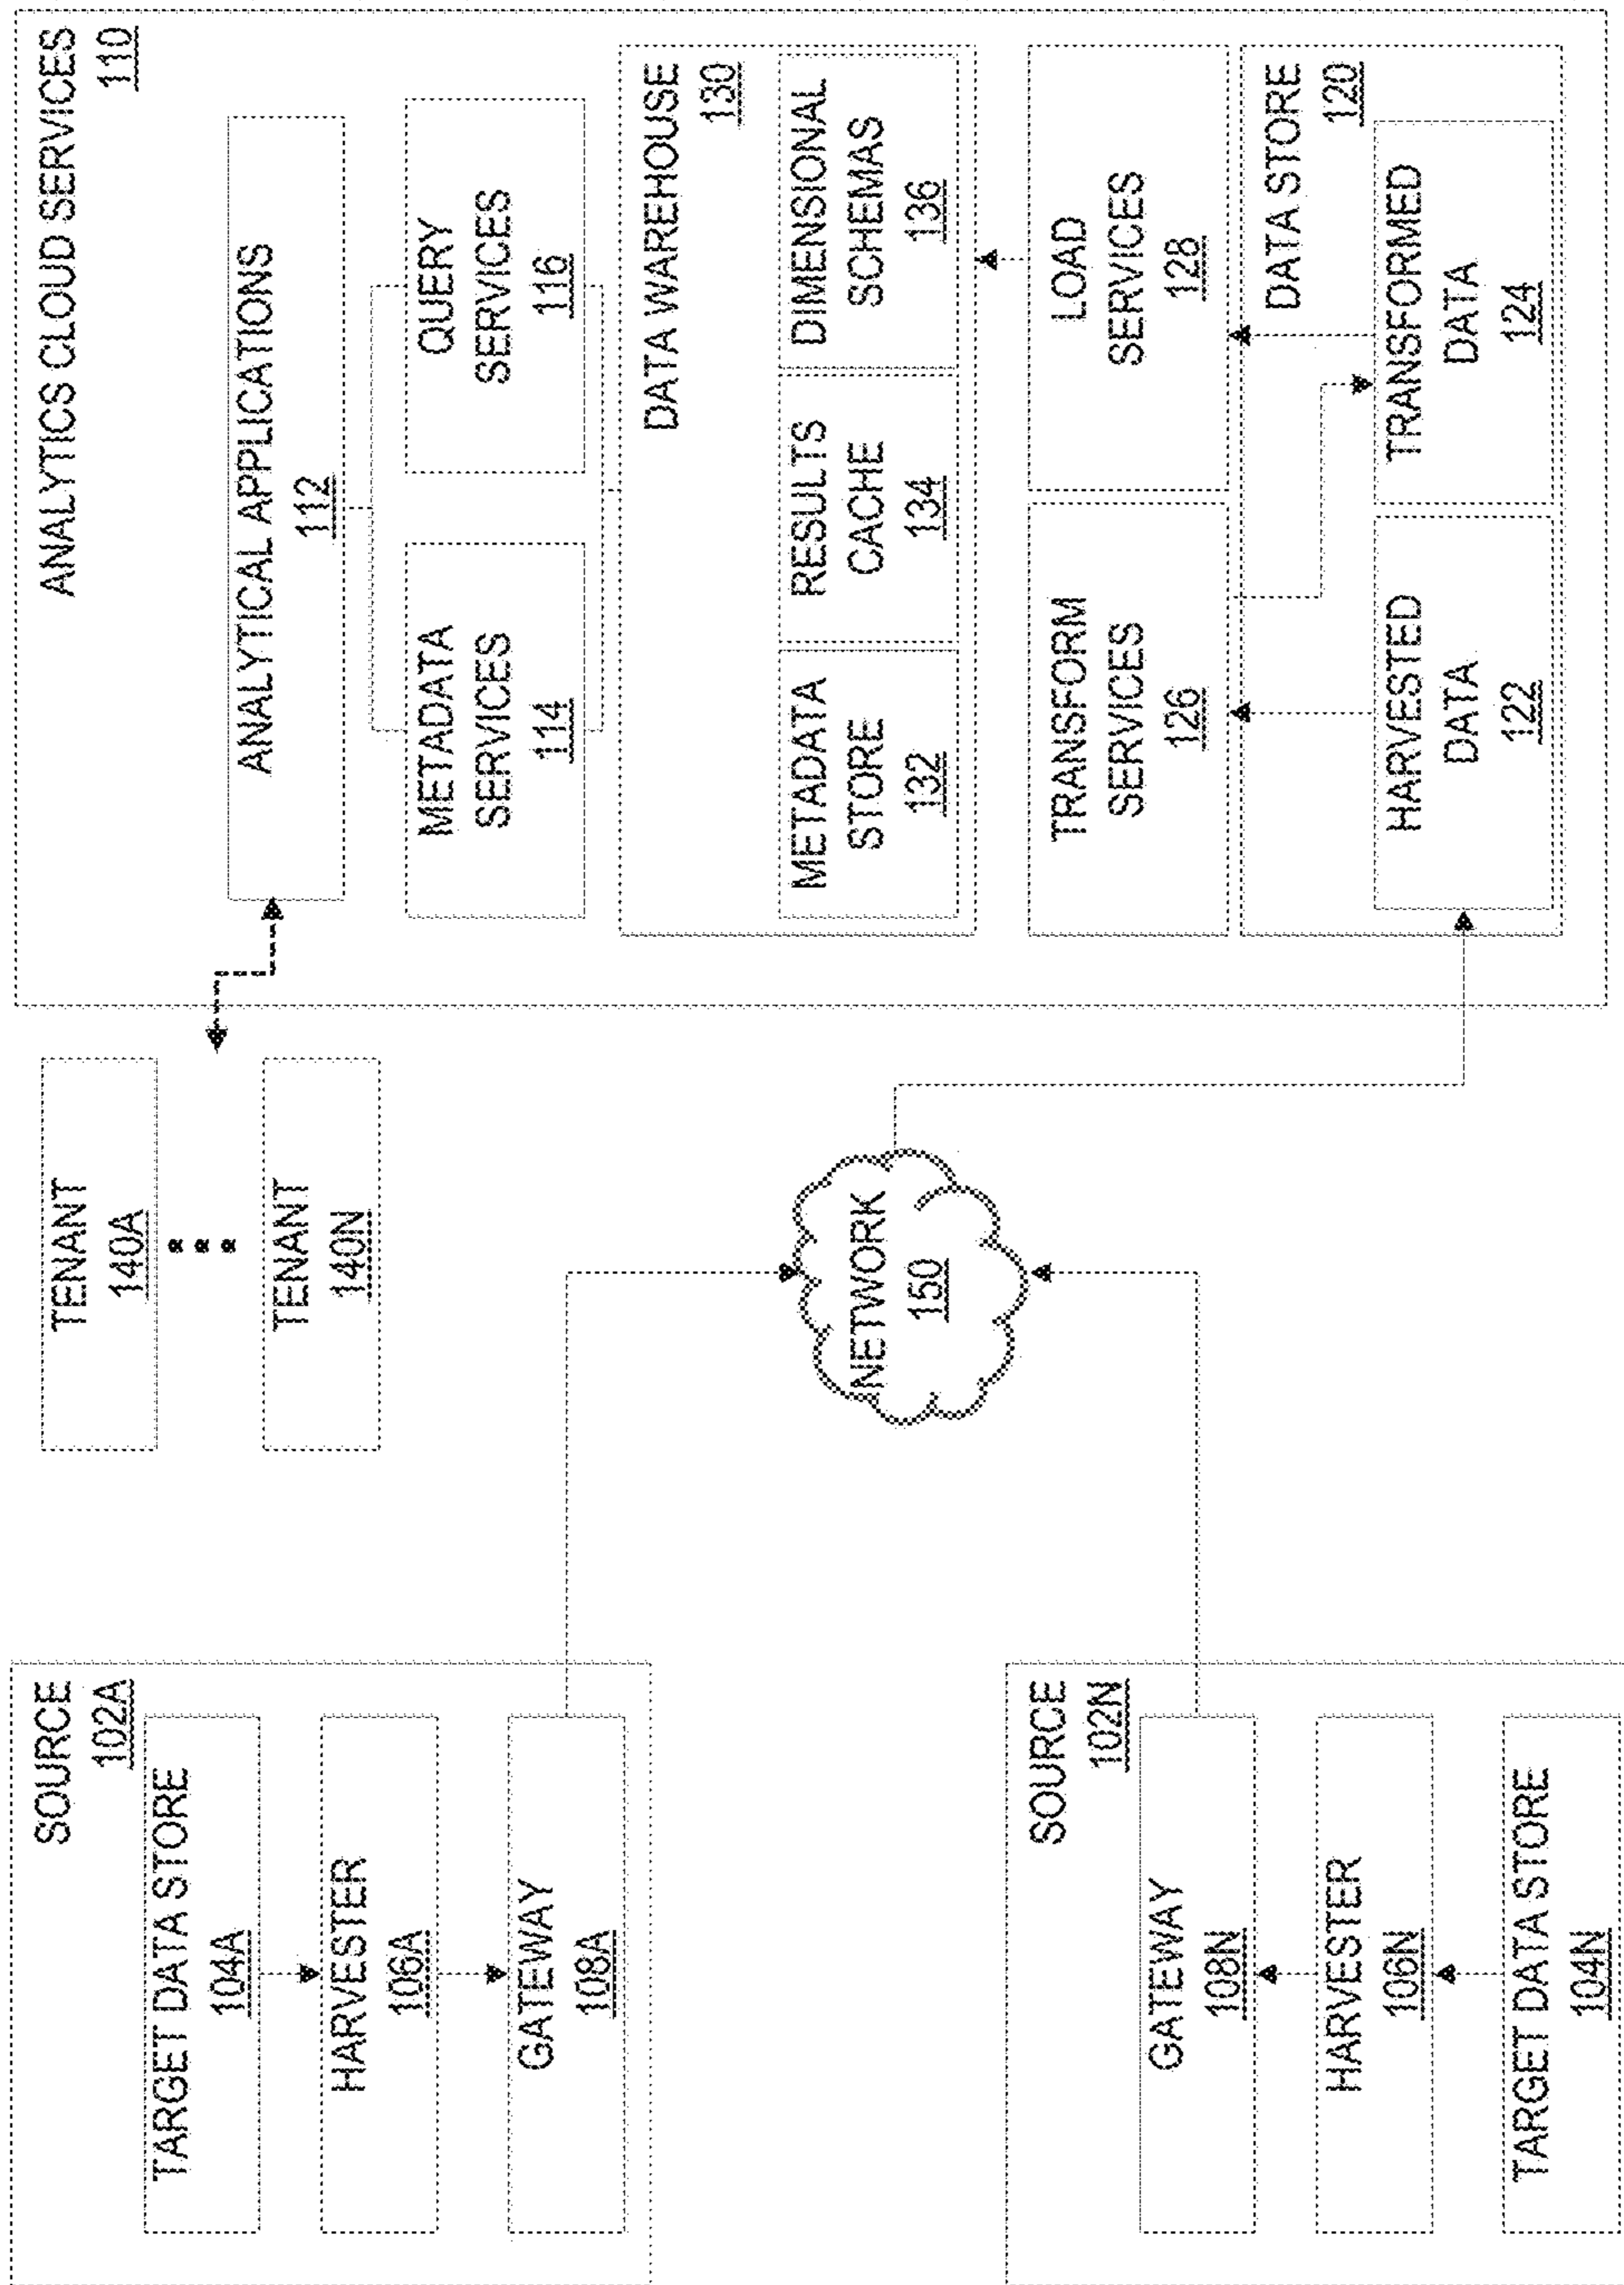 SOURCE
102A
TARGET DATA STORE
104A
HARVESTER
106A
GATEWAY
108A
SOURCE
102N
GATEWAY
108N
HARVESTER
106N
TARGET DATA STORE
104N
TENANT
140A
TENANT
140N
NETWORK
150
ANALYTICS CLOUD SERVICES
110
ANALYTICAL APPLICATIONS
112
METADATA
SERVICES
114
QUERY
SERVICES
116
DATA WAREHOUSE
130
METADATA
STORE
132
RESULTS
CACHE
134
DIMENSIONAL
SCHEMAS
136
TRANSFORM
SERVICES
126
LOAD
SERVICES
128
DATA STORE
120
HARVESTED
DATA
122
TRANSFORMED
DATA
124